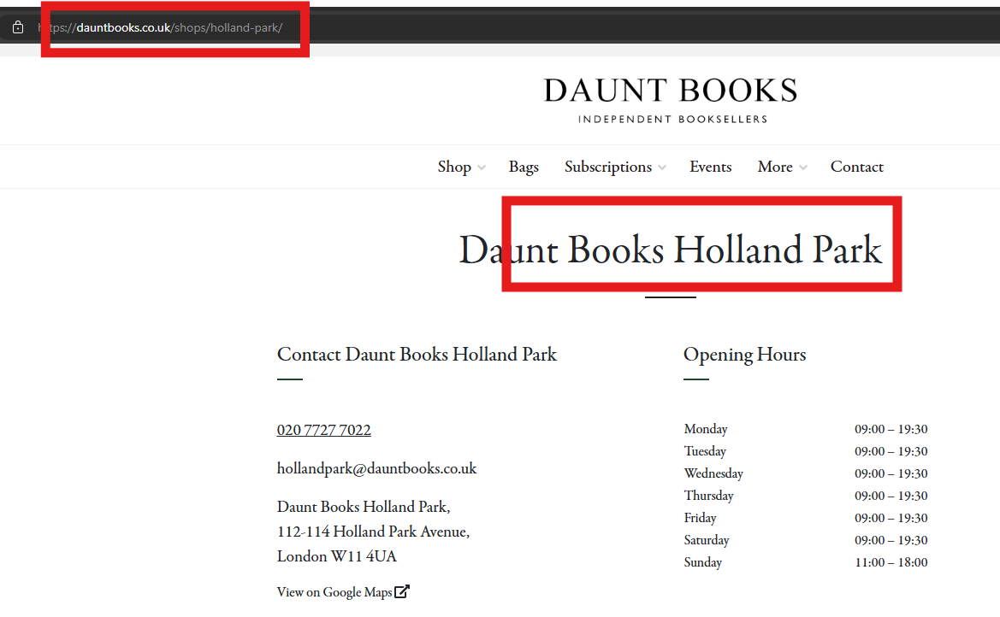 https://dauntbooks.co.uk/shops/holland-park/
DAUNT BOOKS
INDEPENDENT BOOKSELLERS
Shop Bags Subscriptions Events More Contact
Daunt Books Holland Park
Contact Daunt Books Holland Park
020 7727 7022
hollandpark@dauntbooks.co.uk
Daunt Books Holland Park,
112-114 Holland Park Avenue,
London W11 4UA
View on Google Maps
Opening Hours
Monday 09:00 – 19:30
Tuesday 09:00 – 19:30
Wednesday 09:00 – 19:30
Thursday 09:00 – 19:30
Friday 09:00 – 19:30
Saturday 09:00 – 19:30
Sunday 11:00 – 18:00